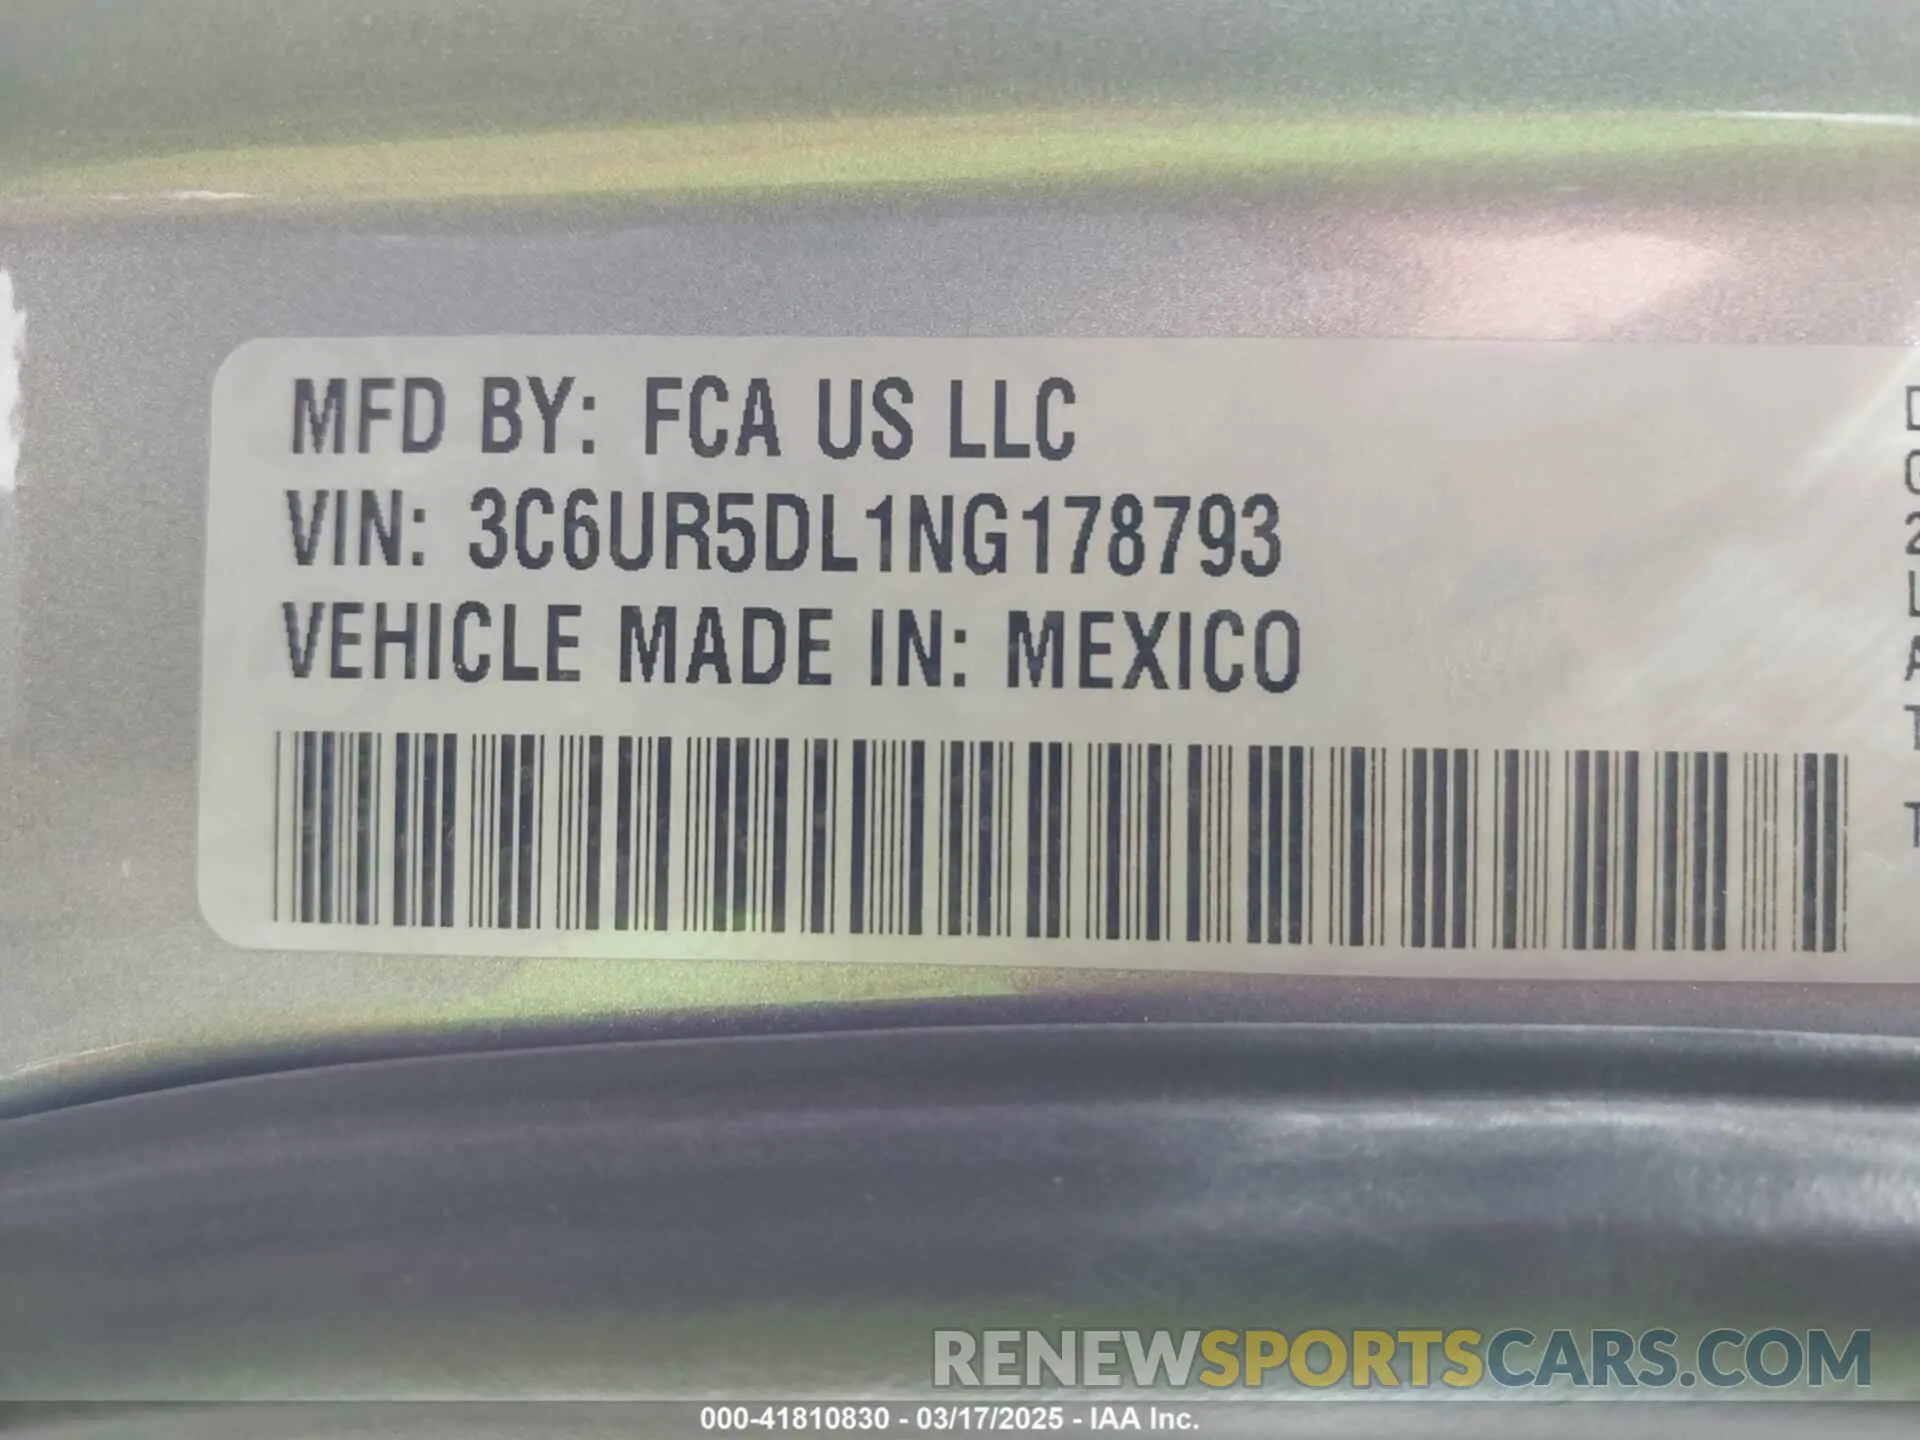 MFD BY: FCA US LLC
VIN: 3C6UR5DL1NG178793
VEHICLE MADE IN: MEXICO
RENEWSPORTSCARS.COM
000-41810830 - 03/17/2025 - IAA Inc.